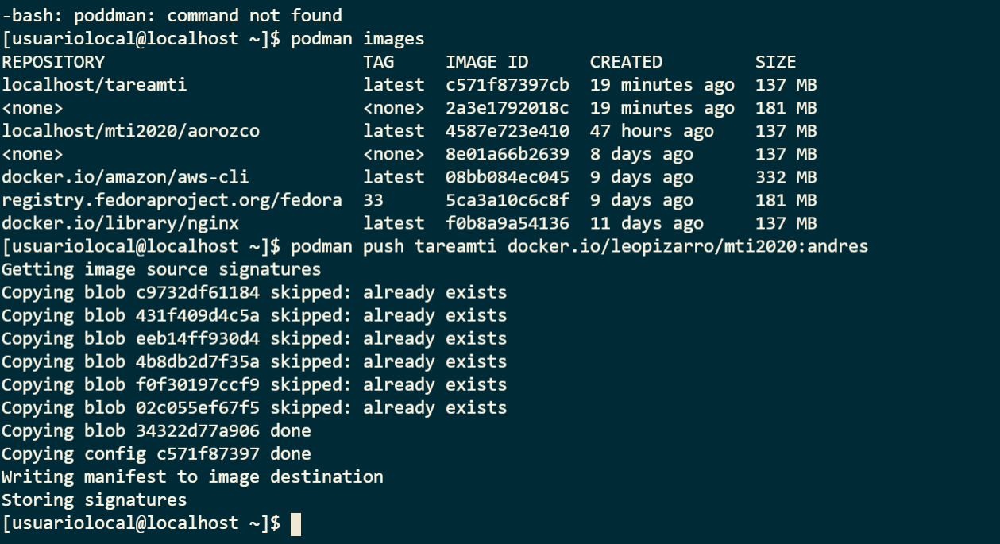 -bash: poddman: command not found
[usuariolocal@localhost ~]$ podman images
REPOSITORY                         TAG     IMAGE ID      CREATED         SIZE
localhost/tareamti                 latest  c571f87397cb  19 minutes ago  137 MB
<none>                             <none>  2a3e1792018c  19 minutes ago  181 MB
localhost/mti2020/aorozco          latest  4587e723e410  47 hours ago    137 MB
<none>                             <none>  8e01a66b2639  8 days ago      137 MB
docker.io/amazon/aws-cli           latest  08bb084ec045  9 days ago      332 MB
registry.fedoraproject.org/fedora  33      5ca3a10c6c8f  9 days ago      181 MB
docker.io/library/nginx            latest  f0b8a9a54136  11 days ago     137 MB
[usuariolocal@localhost ~]$ podman push tareamti docker.io/leopizarro/mti2020:andres
Getting image source signatures
Copying blob c9732df61184 skipped: already exists
Copying blob 431f409d4c5a skipped: already exists
Copying blob eeb14ff930d4 skipped: already exists
Copying blob 4b8db2d7f35a skipped: already exists
Copying blob f0f30197ccf9 skipped: already exists
Copying blob 02c055ef67f5 skipped: already exists
Copying blob 34322d77a906 done
Copying config c571f87397 done
Writing manifest to image destination
Storing signatures
[usuariolocal@localhost ~]$